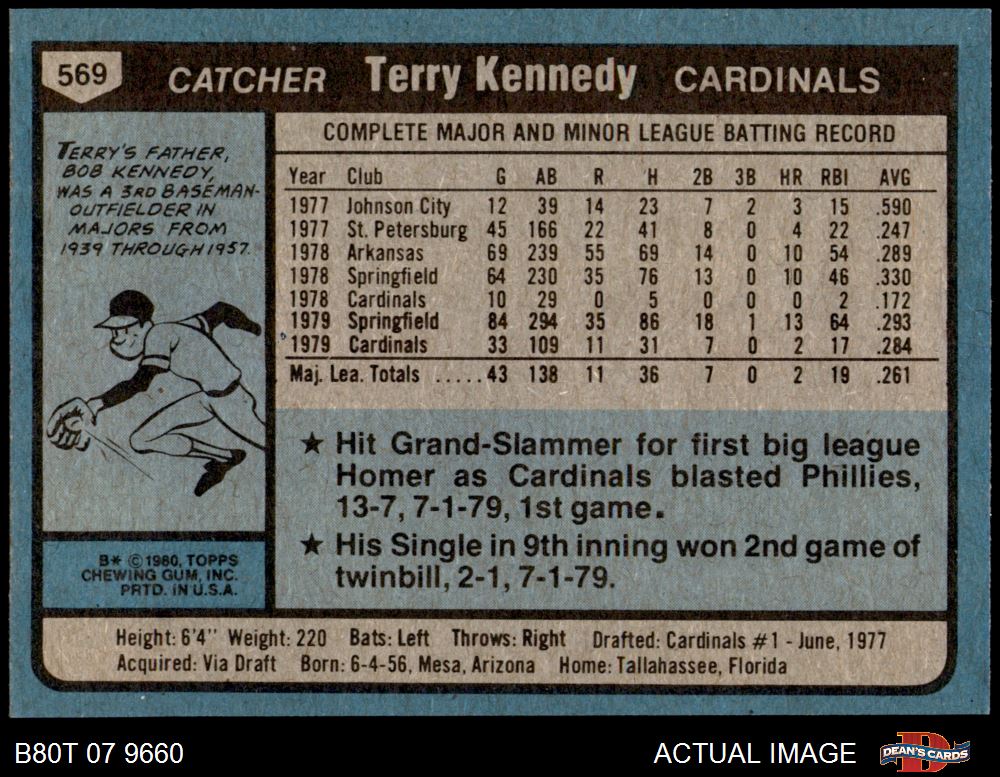 569 CATCHER Terry Kennedy CARDINALS
TERRY'S FATHER,
BOB KENNEDY,
WAS A 3RD BASEMAN-
OUTFIELDER IN
MAJORS FROM
1939 THROUGH 1957.
COMPLETE MAJOR AND MINOR LEAGUE BATTING RECORD
Year Club G AB R H 2B 3B HR RBI AVG
1977 Johnson City 12 39 14 23 7 2 3 15 .590
1977 St. Petersburg 45 166 22 41 8 0 4 22 .247
1978 Arkansas 69 239 55 69 14 0 10 54 .289
1978 Springfield 64 230 35 76 13 0 10 46 .330
1978 Cardinals 10 29 0 5 0 0 0 2 .172
1979 Springfield 84 294 35 86 18 1 13 64 .293
1979 Cardinals 33 109 11 31 7 0 2 17 .284
Maj. Lea. Totals .....43 138 11 36 7 0 2 19 .261
★ Hit Grand-Slammer for first big league
Homer as Cardinals blasted Phillies,
13-7, 7-1-79, 1st game.
★ His Single in 9th inning won 2nd game of
twinbill, 2-1, 7-1-79.
B* © 1980, TOPPS
CHEWING GUM, INC.
PRTD. IN U.S.A.
Height: 6'4" Weight: 220 Bats: Left Throws: Right Drafted: Cardinals #1 - June, 1977
Acquired: Via Draft Born: 6-4-56, Mesa, Arizona Home: Tallahassee, Florida
B80T 07 9660 ACTUAL IMAGE DEAN'S CARDS